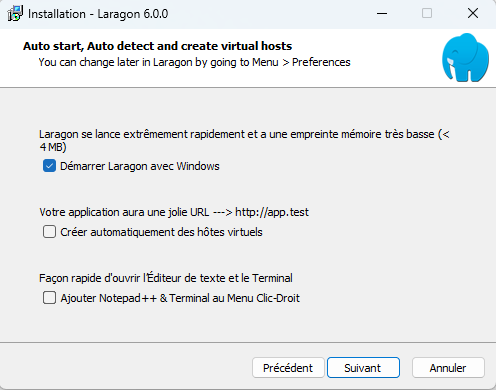 Installation - Laragon 6.0.0
Auto start, Auto detect and create virtual hosts
You can change later in Laragon by going to Menu > Preferences
Laragon se lance extrêmement rapidement et a une empreinte mémoire très basse (<
4 MB)
Démarrer Laragon avec Windows
Votre application aura une jolie URL ---> http://app.test
Créer automatiquement des hôtes virtuels
Façon rapide d'ouvrir l'Éditeur de texte et le Terminal
Ajouter Notepad++ & Terminal au Menu Clic-Droit
Précédent Suivant Annuler